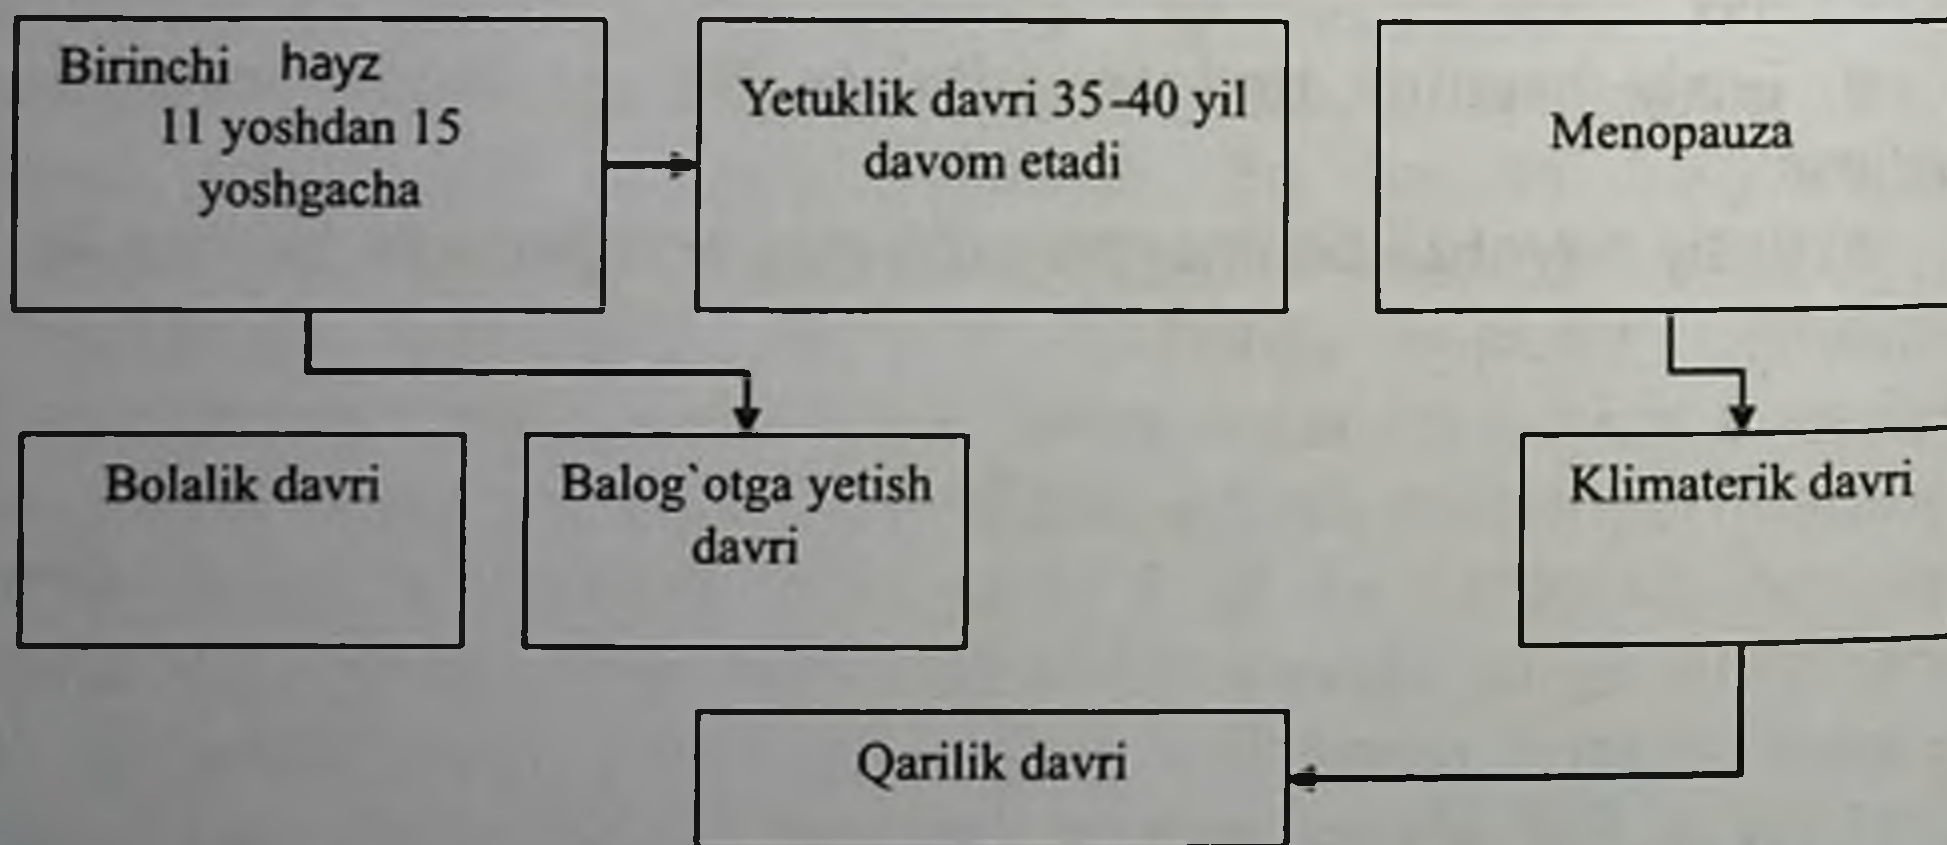 Birinchi hayz
11 yoshdan 15
yoshgacha
Yetuklik davri 35-40 yil
davom etadi
Menopauza
Bolalik davri
Balog`otga yetish
davri
Klimaterik davri
Qarilik davri